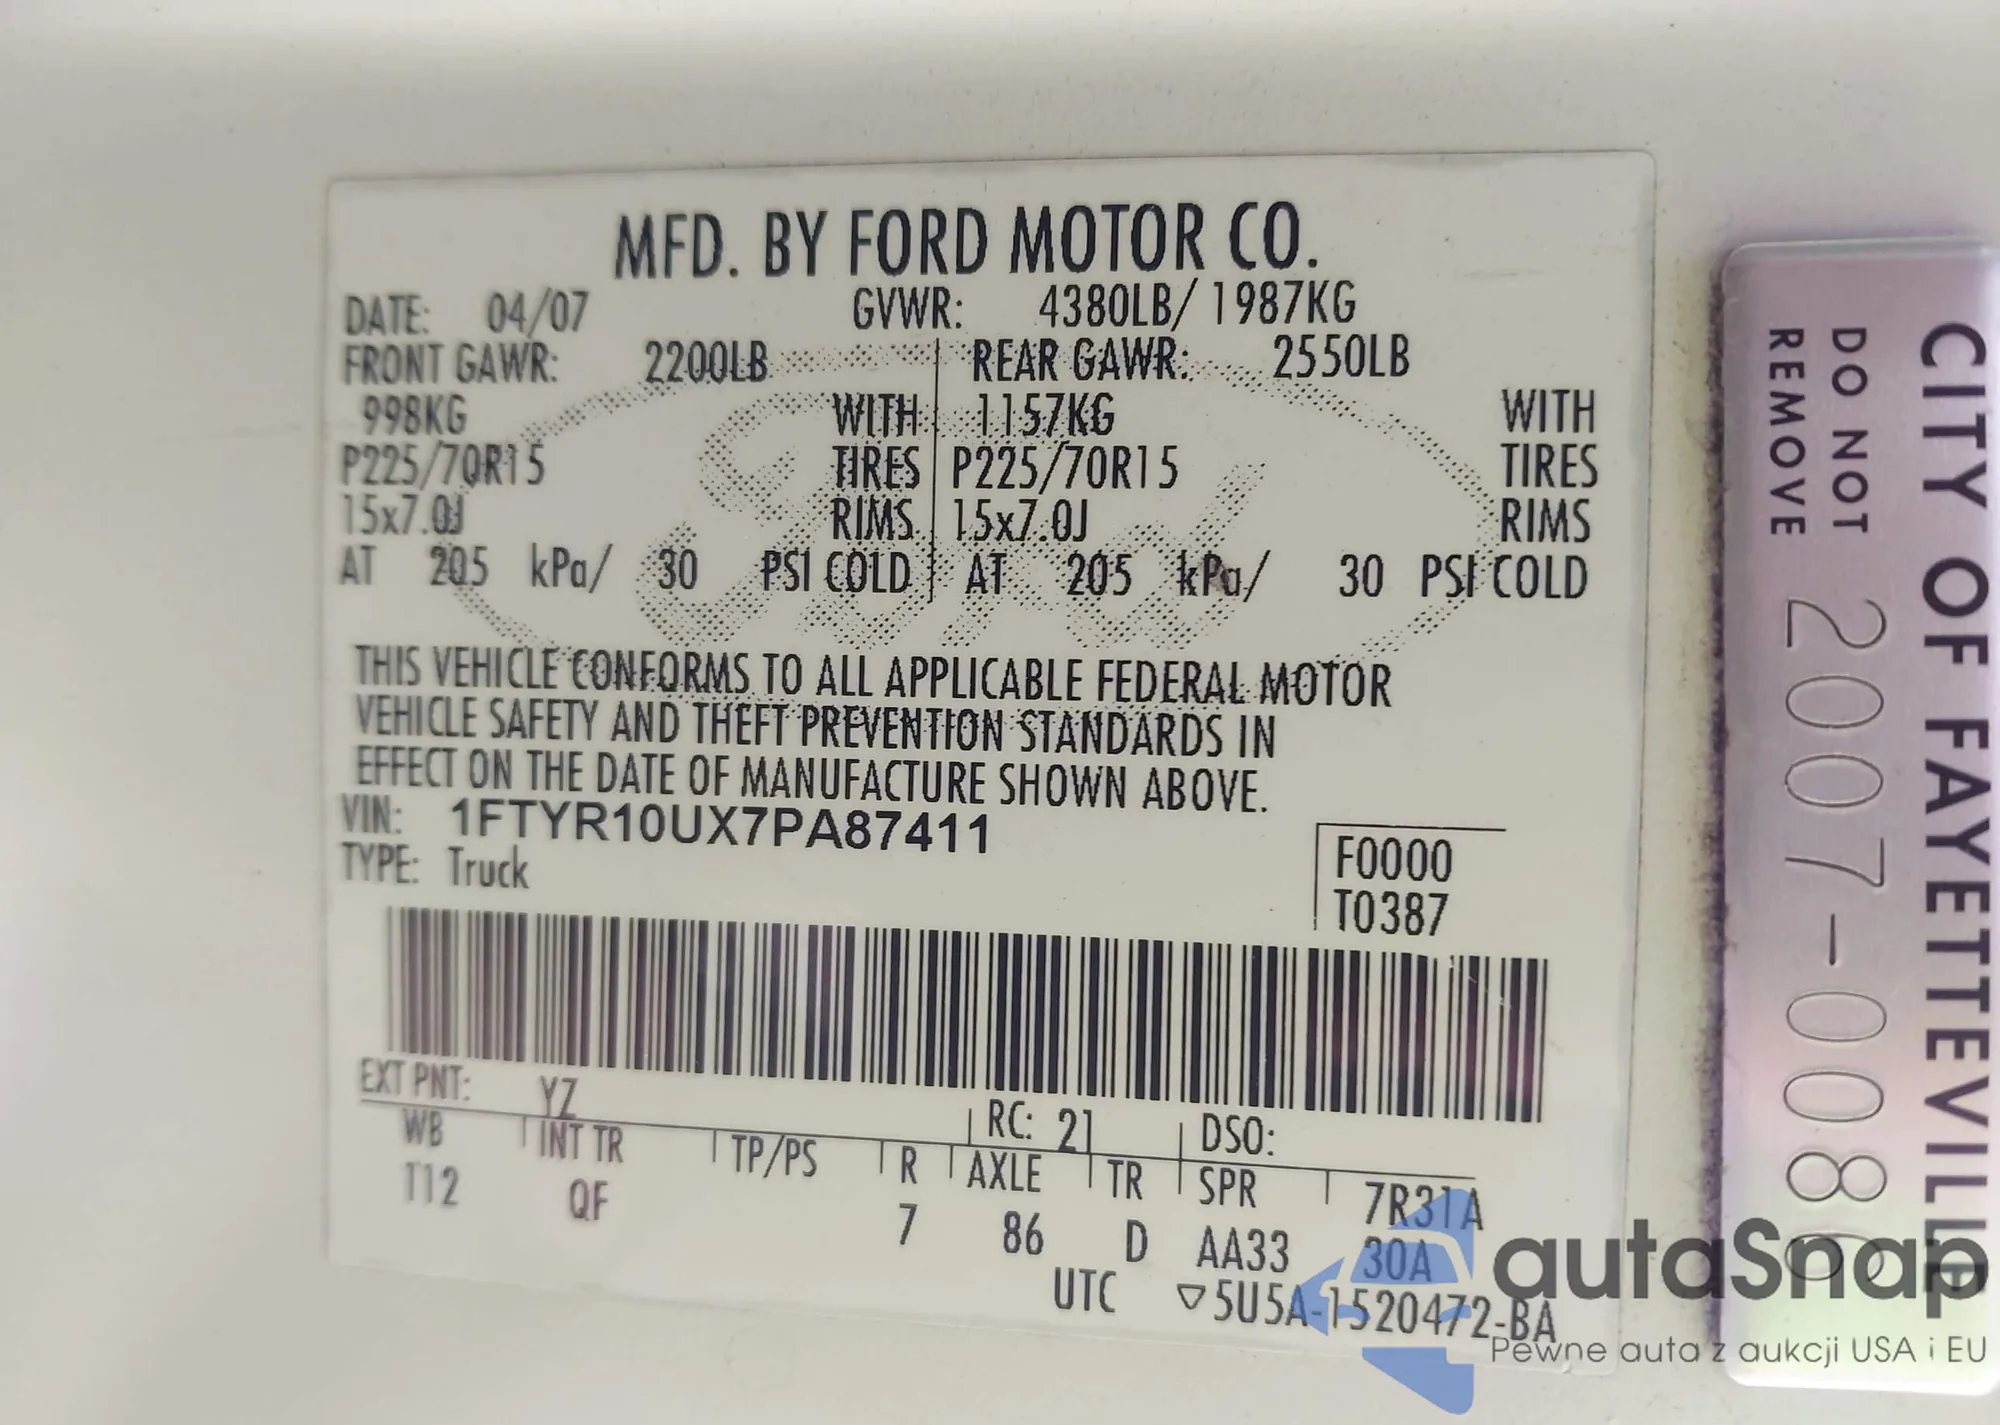 MFD. BY FORD MOTOR CO.
DATE: 04/07 GVWR: 4380LB/ 1987KG
FRONT GAWR: 2200LB REAR GAWR: 2550LB
998KG WITH 1157KG WITH
P225/70R15 TIRES P225/70R15 TIRES
15x7.0J RIMS 15x7.0J RIMS
AT 205 kPa/ 30 PSI COLD AT 205 kPa/ 30 PSI COLD
Ford
THIS VEHICLE CONFORMS TO ALL APPLICABLE FEDERAL MOTOR
VEHICLE SAFETY AND THEFT PREVENTION STANDARDS IN
EFFECT ON THE DATE OF MANUFACTURE SHOWN ABOVE.
VIN: 1FTYR10UX7PA87411
TYPE: Truck
F0000
T0387
EXT PNT: YZ RC: 21 DSO:
WB INT TR TP/PS R AXLE TR SPR 7R31A
T12 QF 7 86 D AA33 30A
UTC ▽5U5A-1520472-BA
CITY OF FAYETTEVILLE
DO NOT
REMOVE
2007-0086
autaSnap
Pewne auta z aukcji USA i EU